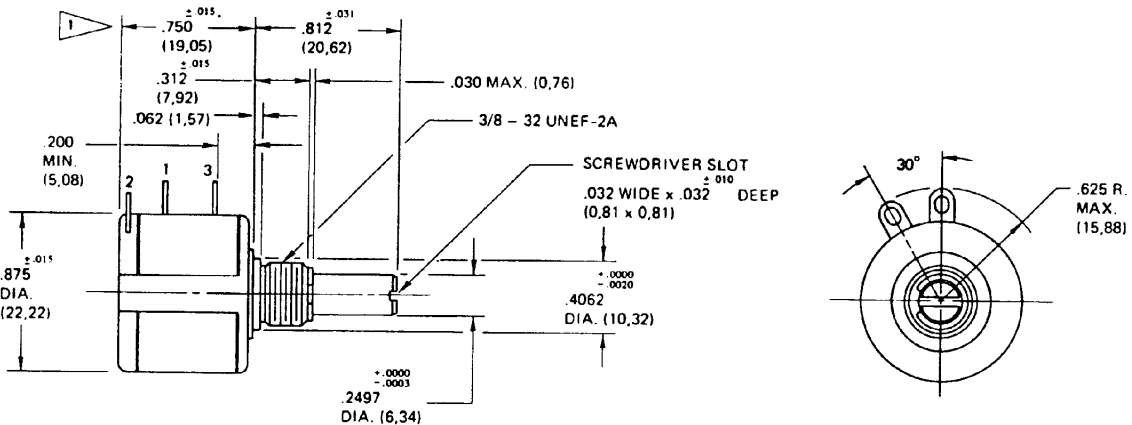 1
± .015.
.750
(19,05)
± .031
.812
(20,62)
± .015
.312
(7,92)
.062 (1,57)
.030 MAX. (0,76)
3/8 – 32 UNEF-2A
.200
MIN.
(5,08)
SCREWDRIVER SLOT
± .010
.032 WIDE x .032 DEEP
(0,81 x 0,81)
2
1
3
± .015
.875
DIA.
(22,22)
+.0000
-.0020
.4062
DIA. (10,32)
+.0000
-.0003
.2497
DIA. (6,34)
30°
.625 R.
MAX.
(15,88)